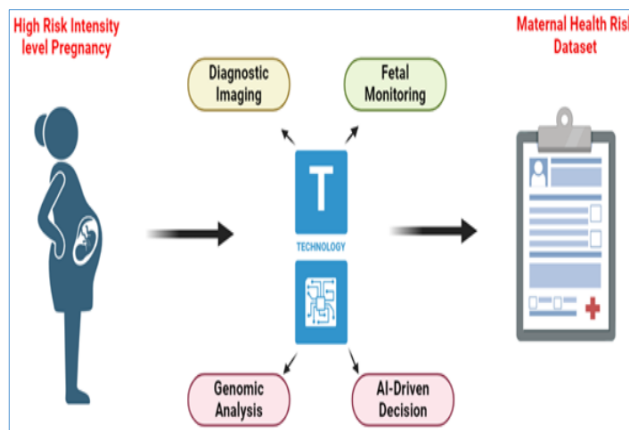 High Risk Intensity
level Pregnancy
Diagnostic
Imaging
Fetal
Monitoring
Maternal Health Risk
Dataset
T
TECHNOLOGY
Genomic
Analysis
AI-Driven
Decision